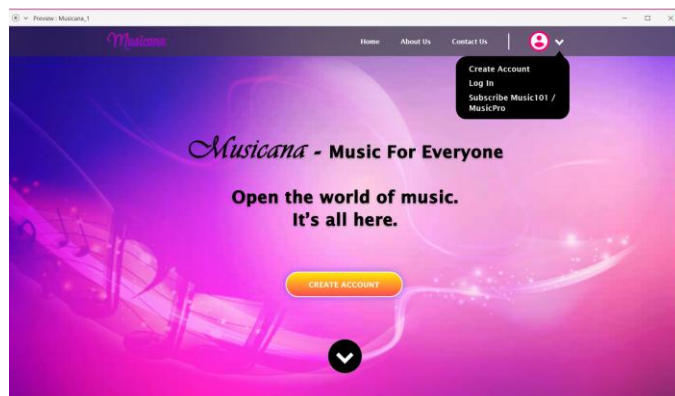 Preview : Musicana_1
Musicana
Home About Us Contact Us
Create Account
Log In
Subscribe Music101 /
MusicPro
Musicana - Music For Everyone
Open the world of music.
It's all here.
CREATE ACCOUNT